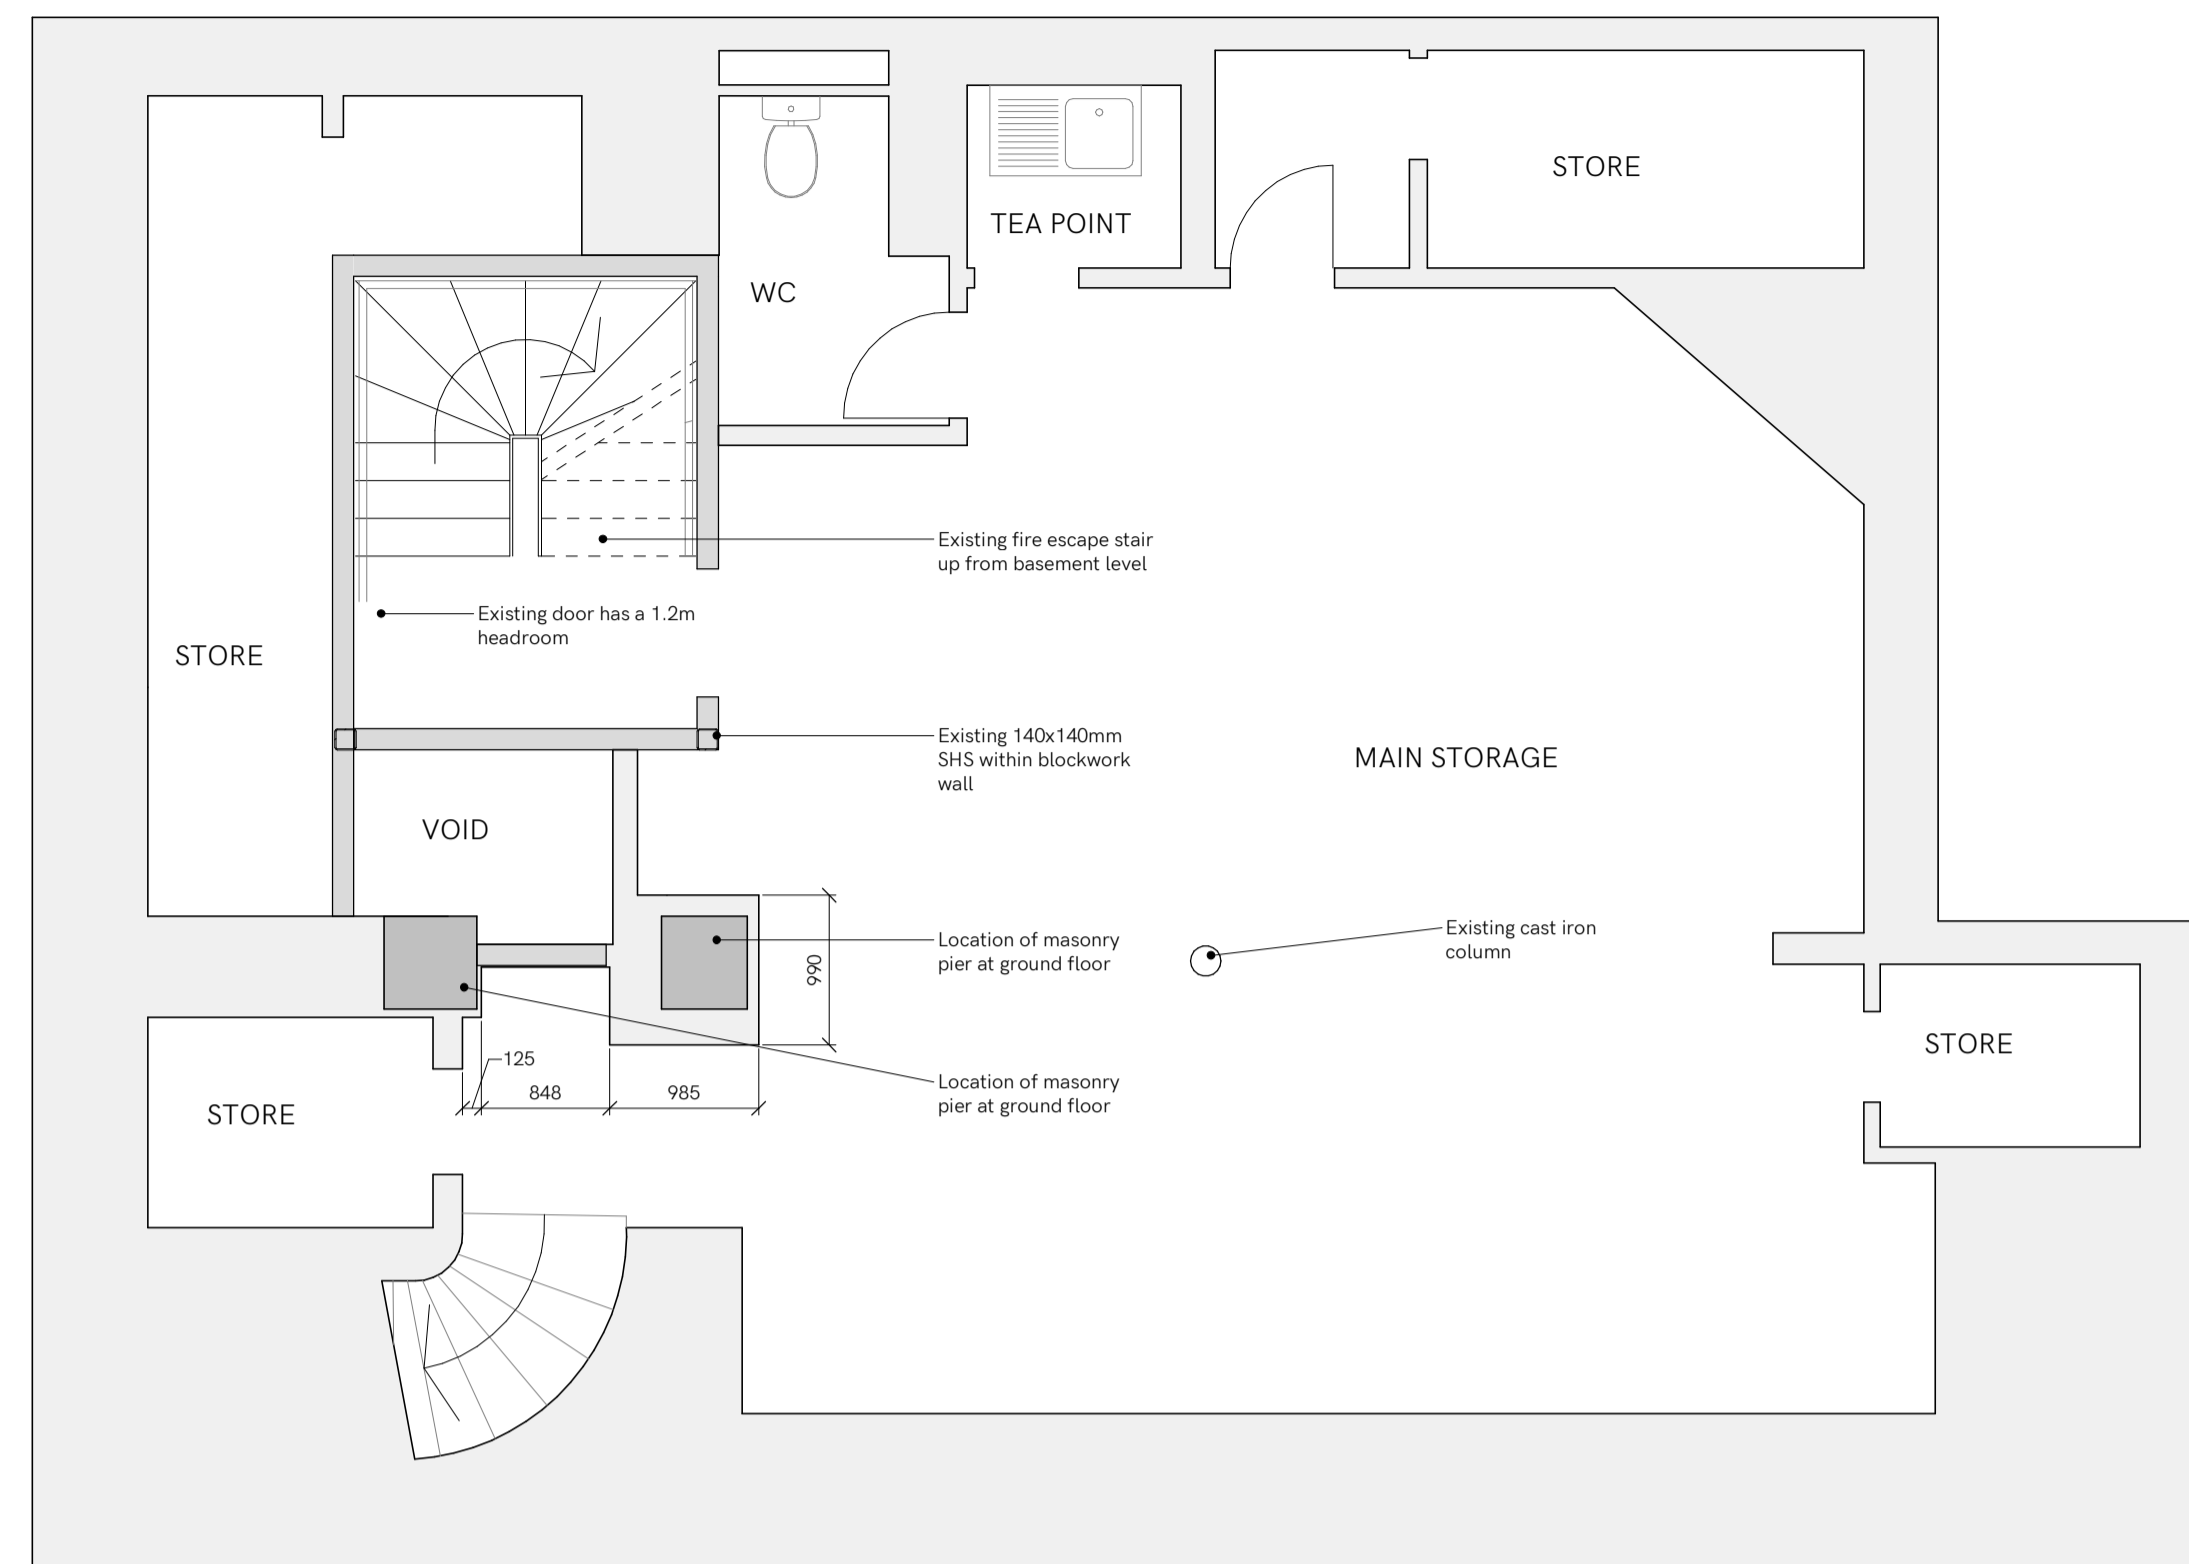 STORE
TEA POINT
WC
Existing fire escape stair
up from basement level
Existing door has a 1.2m
headroom
STORE
Existing 140x140mm
SHS within blockwork
wall
MAIN STORAGE
VOID
Existing cast iron
column
Location of masonry
pier at ground floor
990
STORE
125
848
985
Location of masonry
pier at ground floor
STORE